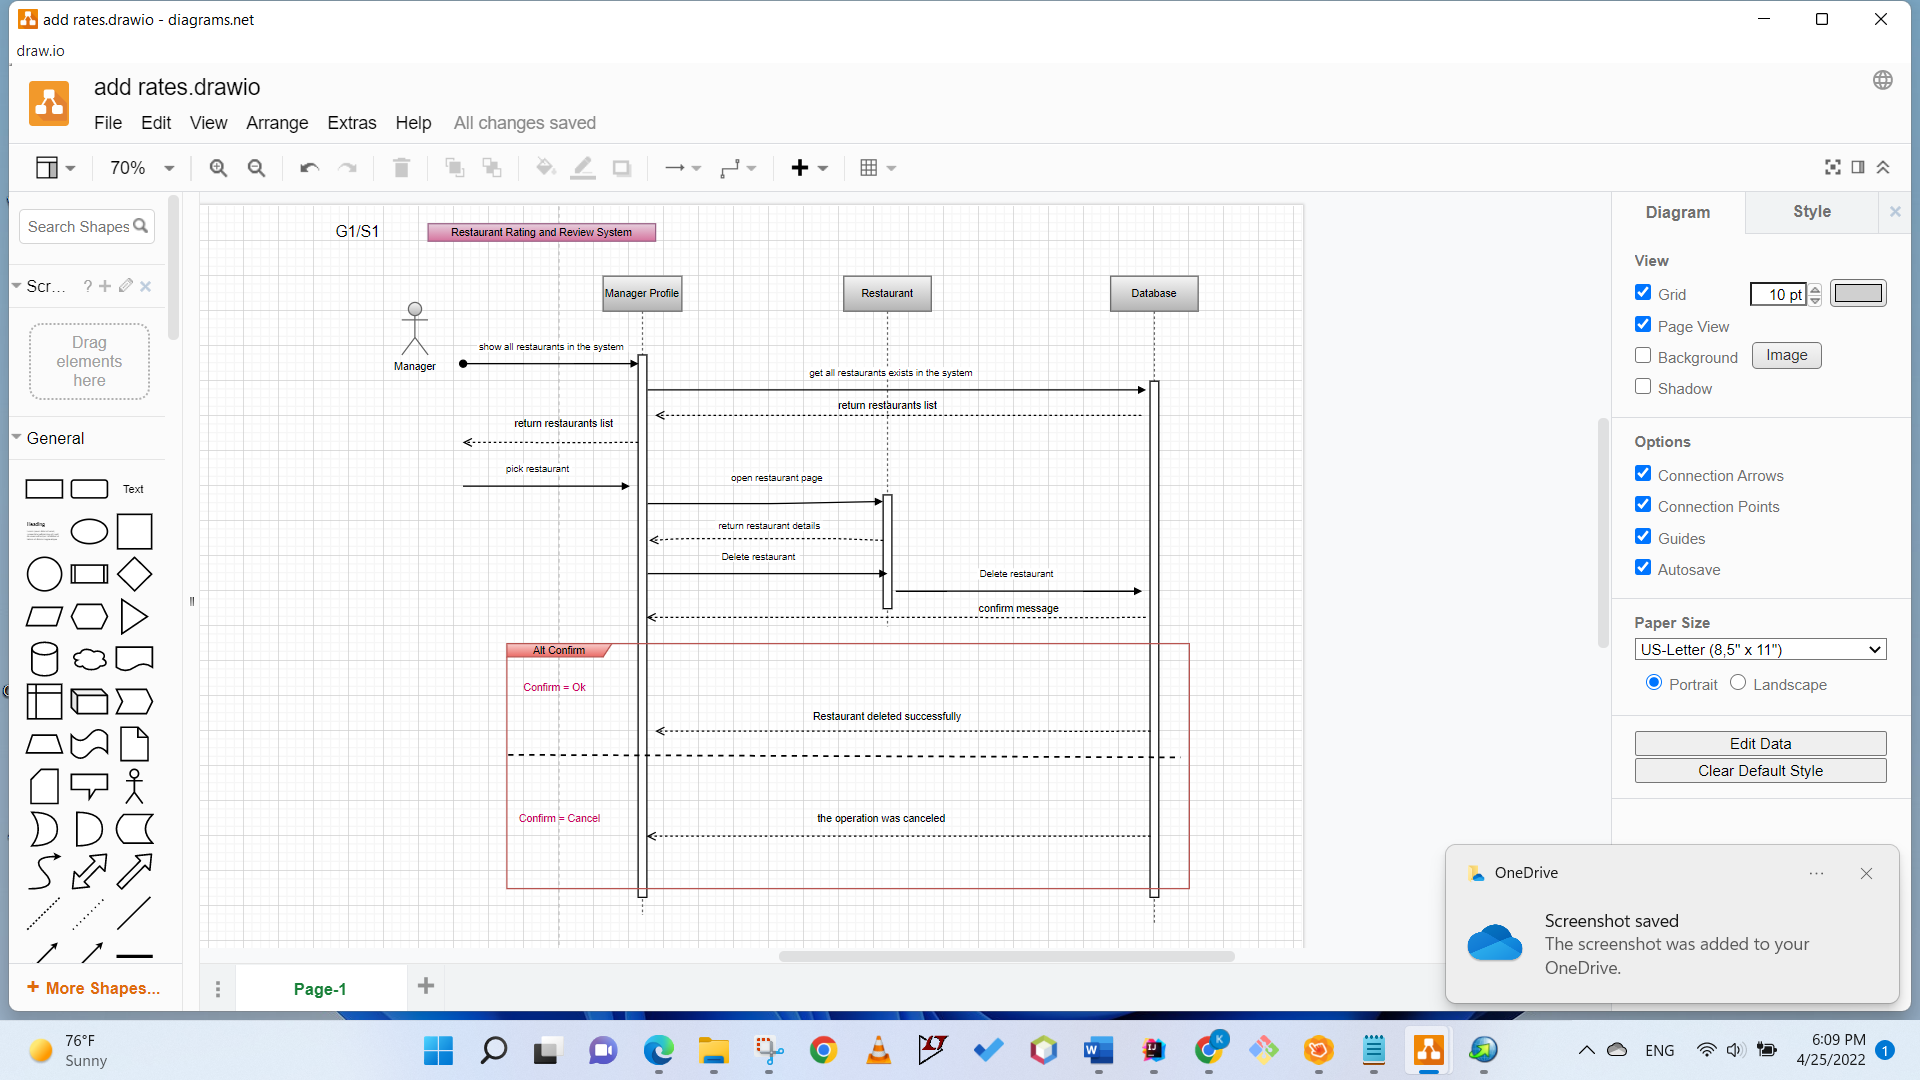 add rates.drawio - diagrams.net
draw.io
add rates.drawio
File Edit View Arrange Extras Help All changes saved
70%
Search Shapes
Scr... ?
Drag
elements
here
General
Text
Heading
More Shapes...
G1/S1
Restaurant Rating and Review System
Manager Profile
Restaurant
Database
Manager
show all restaurants in the system
get all restaurants exists in the system
return restaurants list
return restaurants list
pick restaurant
open restaurant page
return restaurant details
Delete restaurant
Delete restaurant
confirm message
Alt Confirm
Confirm = Ok
Restaurant deleted successfully
Confirm = Cancel
the operation was canceled
Page-1
Diagram
Style
View
Grid
10 pt
Page View
Background
Image
Shadow
Options
Connection Arrows
Connection Points
Guides
Autosave
Paper Size
US-Letter (8,5" x 11")
Portrait
Landscape
Edit Data
Clear Default Style
OneDrive
Screenshot saved
The screenshot was added to your
OneDrive.
76°F
Sunny
K
W
ENG
6:09 PM
4/25/2022
1